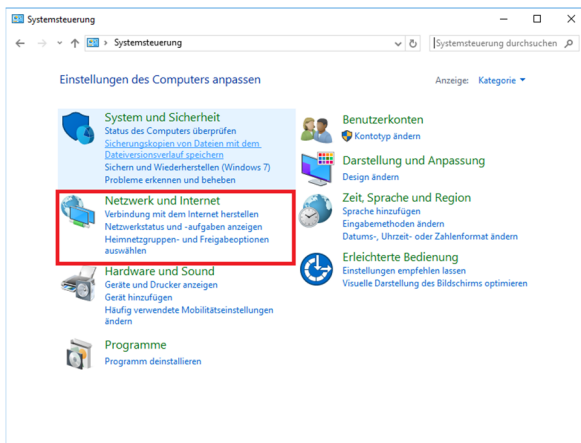 Systemsteuerung
Systemsteuerung
Systemsteuerung durchsuchen
Einstellungen des Computers anpassen
Anzeige: Kategorie
System und Sicherheit
Status des Computers überprüfen
Sicherungskopien von Dateien mit dem
Dateiversionsverlauf speichern
Sichern und Wiederherstellen (Windows 7)
Probleme erkennen und beheben
Netzwerk und Internet
Verbindung mit dem Internet herstellen
Netzwerkstatus und -aufgaben anzeigen
Heimnetzgruppen- und Freigabeoptionen
auswählen
Hardware und Sound
Geräte und Drucker anzeigen
Gerät hinzufügen
Häufig verwendete Mobilitätseinstellungen
ändern
Programme
Programm deinstallieren
Benutzerkonten
Kontotyp ändern
Darstellung und Anpassung
Design ändern
Zeit, Sprache und Region
Sprache hinzufügen
Eingabemethoden ändern
Datums-, Uhrzeit- oder Zahlenformat ändern
Erleichterte Bedienung
Einstellungen empfehlen lassen
Visuelle Darstellung des Bildschirms optimieren